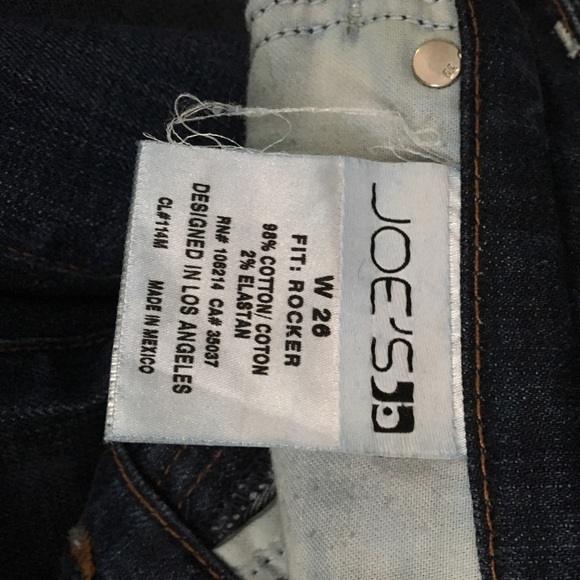 JOE'S
W 26
FIT: ROCKER
98% COTTON/ COTON
2% ELASTAN
RN# 106214 CA# 35037
DESIGNED IN LOS ANGELES
CL#114M MADE IN MEXICO